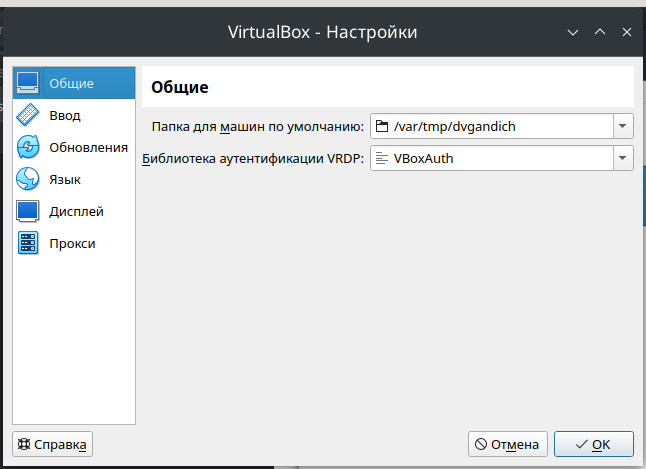 VirtualBox - Настройки
Общие
Ввод
Обновления
Язык
Дисплей
Прокси
Общие
Папка для машин по умолчанию: /var/tmp/dvgandich
Библиотека аутентификации VRDP: VBoxAuth
Справка
Отмена
OK